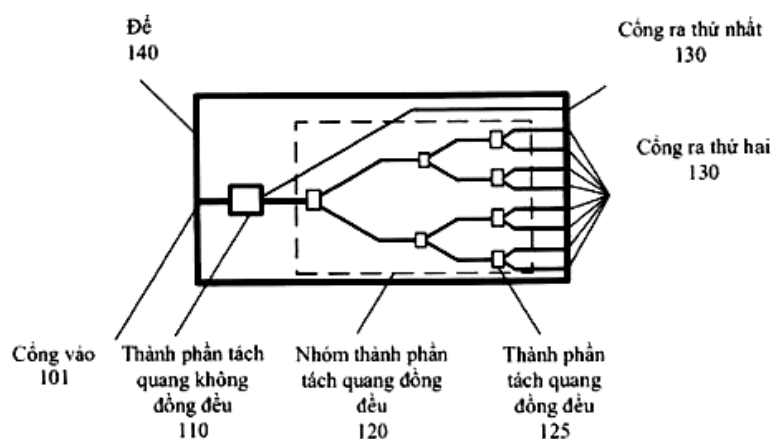 Đế
140
Cổng ra thứ nhất
130
Cổng ra thứ hai
130
Cổng vào
101
Thành phần tách
quang không
đồng đều
110
Nhóm thành phần
tách quang đồng
đều
120
Thành phần
tách quang
đồng đều
125